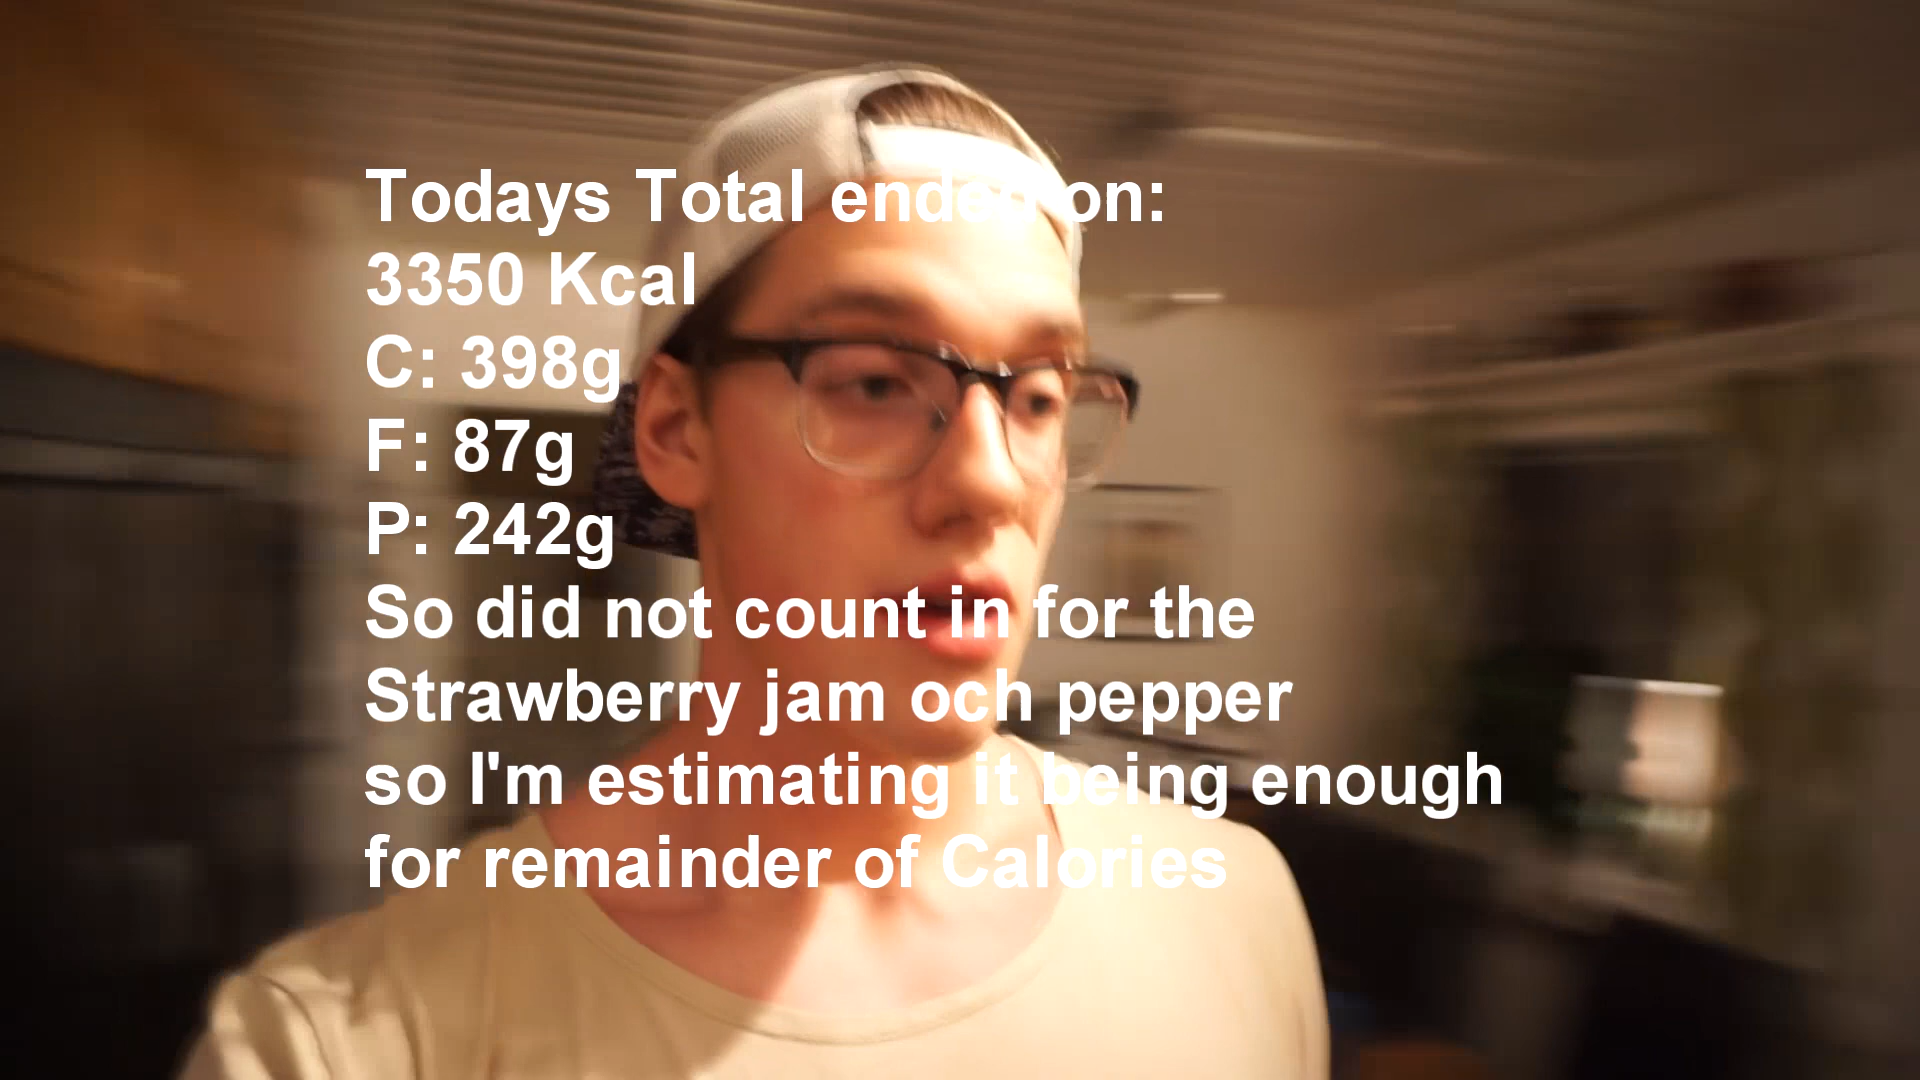 Todays Total ended on:
3350 Kcal
C: 398g
F: 87g
P: 242g
So did not count in for the
Strawberry jam och pepper
so I'm estimating it being enough
for remainder of Calories